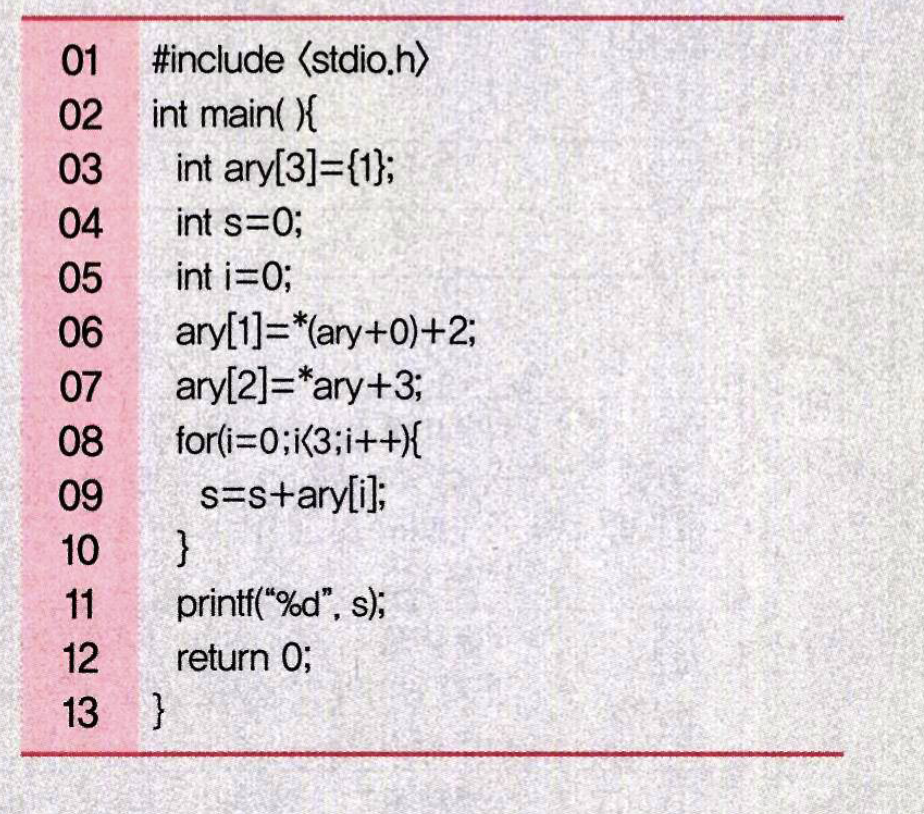 01 #include 〈stdio.h〉
02 int main( ){
03 int ary[3]={1};
04 int s=0;
05 int i=0;
06 ary[1]=*(ary+0)+2;
07 ary[2]=*ary+3;
08 for(i=0;i〈3;i++){
09 s=s+ary[i];
10 }
11 printf(“%d”, s);
12 return 0;
13 }